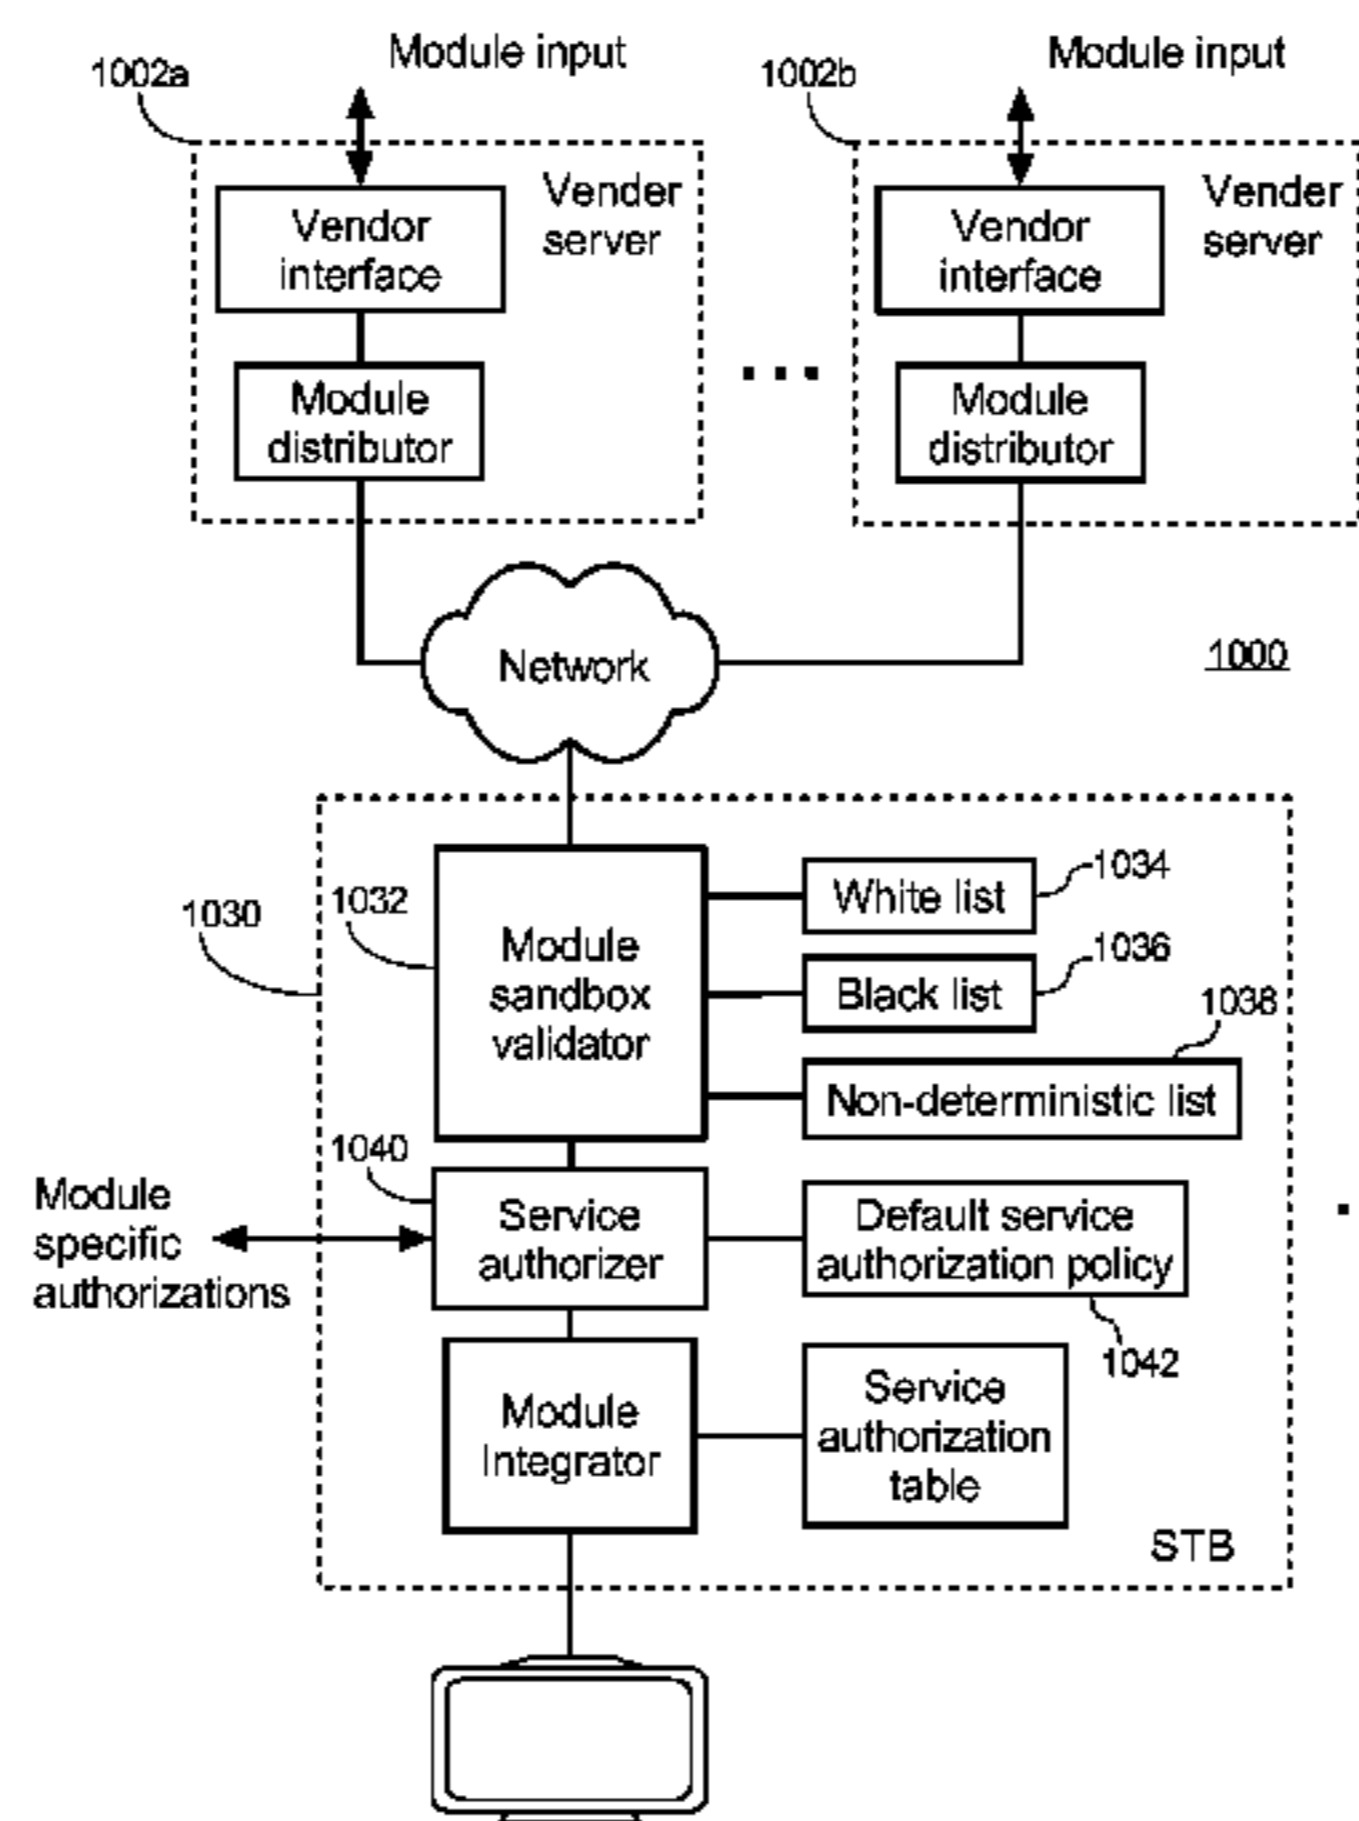 Module input
Module input
1002a
1002b
Vendor
interface
Vender
server
Vendor
interface
Vender
server
Module
distributor
...
Module
distributor
Network
1000
1030
1032
Module
sandbox
validator
White list
1034
Black list
1036
1038
Non-deterministic list
1040
Module
specific
authorizations
Service
authorizer
Default service
authorization policy
1042
Module
Integrator
Service
authorization
table
STB